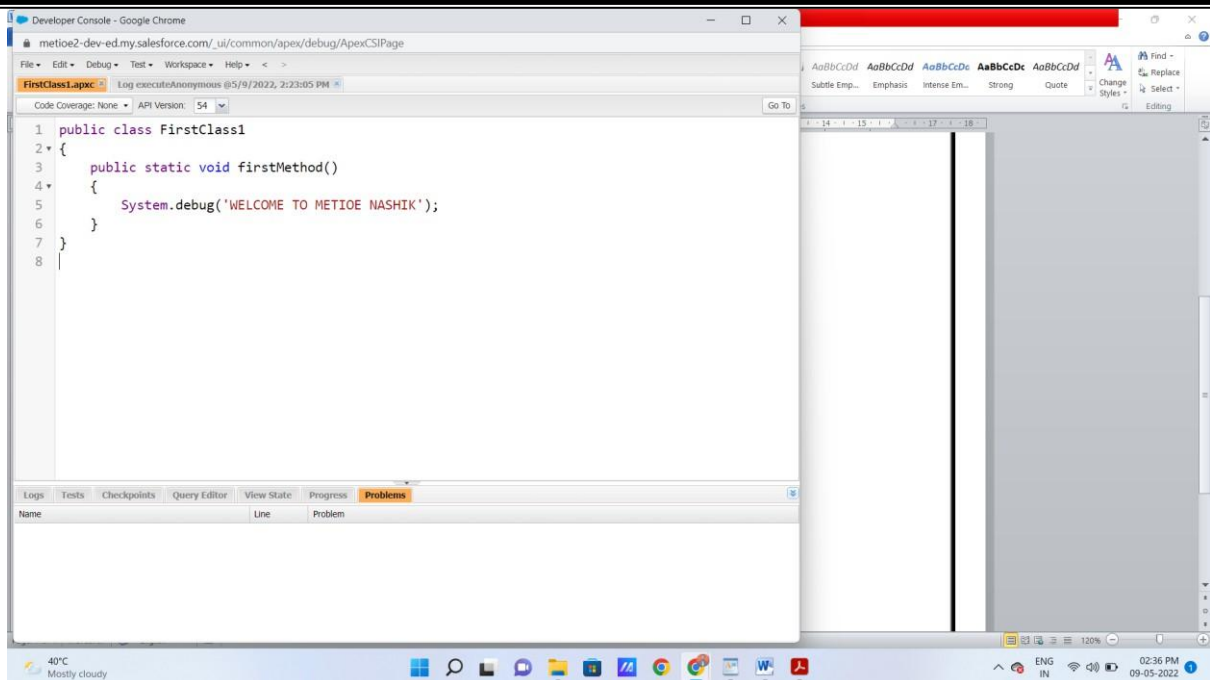 Developer Console - Google Chrome
metioe2-dev-ed.my.salesforce.com/_ui/common/apex/debug/ApexCSIPage
File Edit Debug Test Workspace Help < >
FirstClass1.apxc Log executeAnonymous @5/9/2022, 2:23:05 PM
Code Coverage: None API Version: 54 Go To
1 public class FirstClass1
2 {
3 public static void firstMethod()
4 {
5 System.debug('WELCOME TO METIOE NASHIK');
6 }
7 }
8
Logs Tests Checkpoints Query Editor View State Progress Problems
Name Line Problem
AaBbCcDd AaBbCcDd AaBbCcDc AaBbCcDc AaBbCcDd
Subtle Emp... Emphasis Intense Em... Strong Quote
Change Styles
Find
Replace
Select
Editing
14 15 17 18
120%
40°C
Mostly cloudy
ENG
IN
02:36 PM
09-05-2022
1